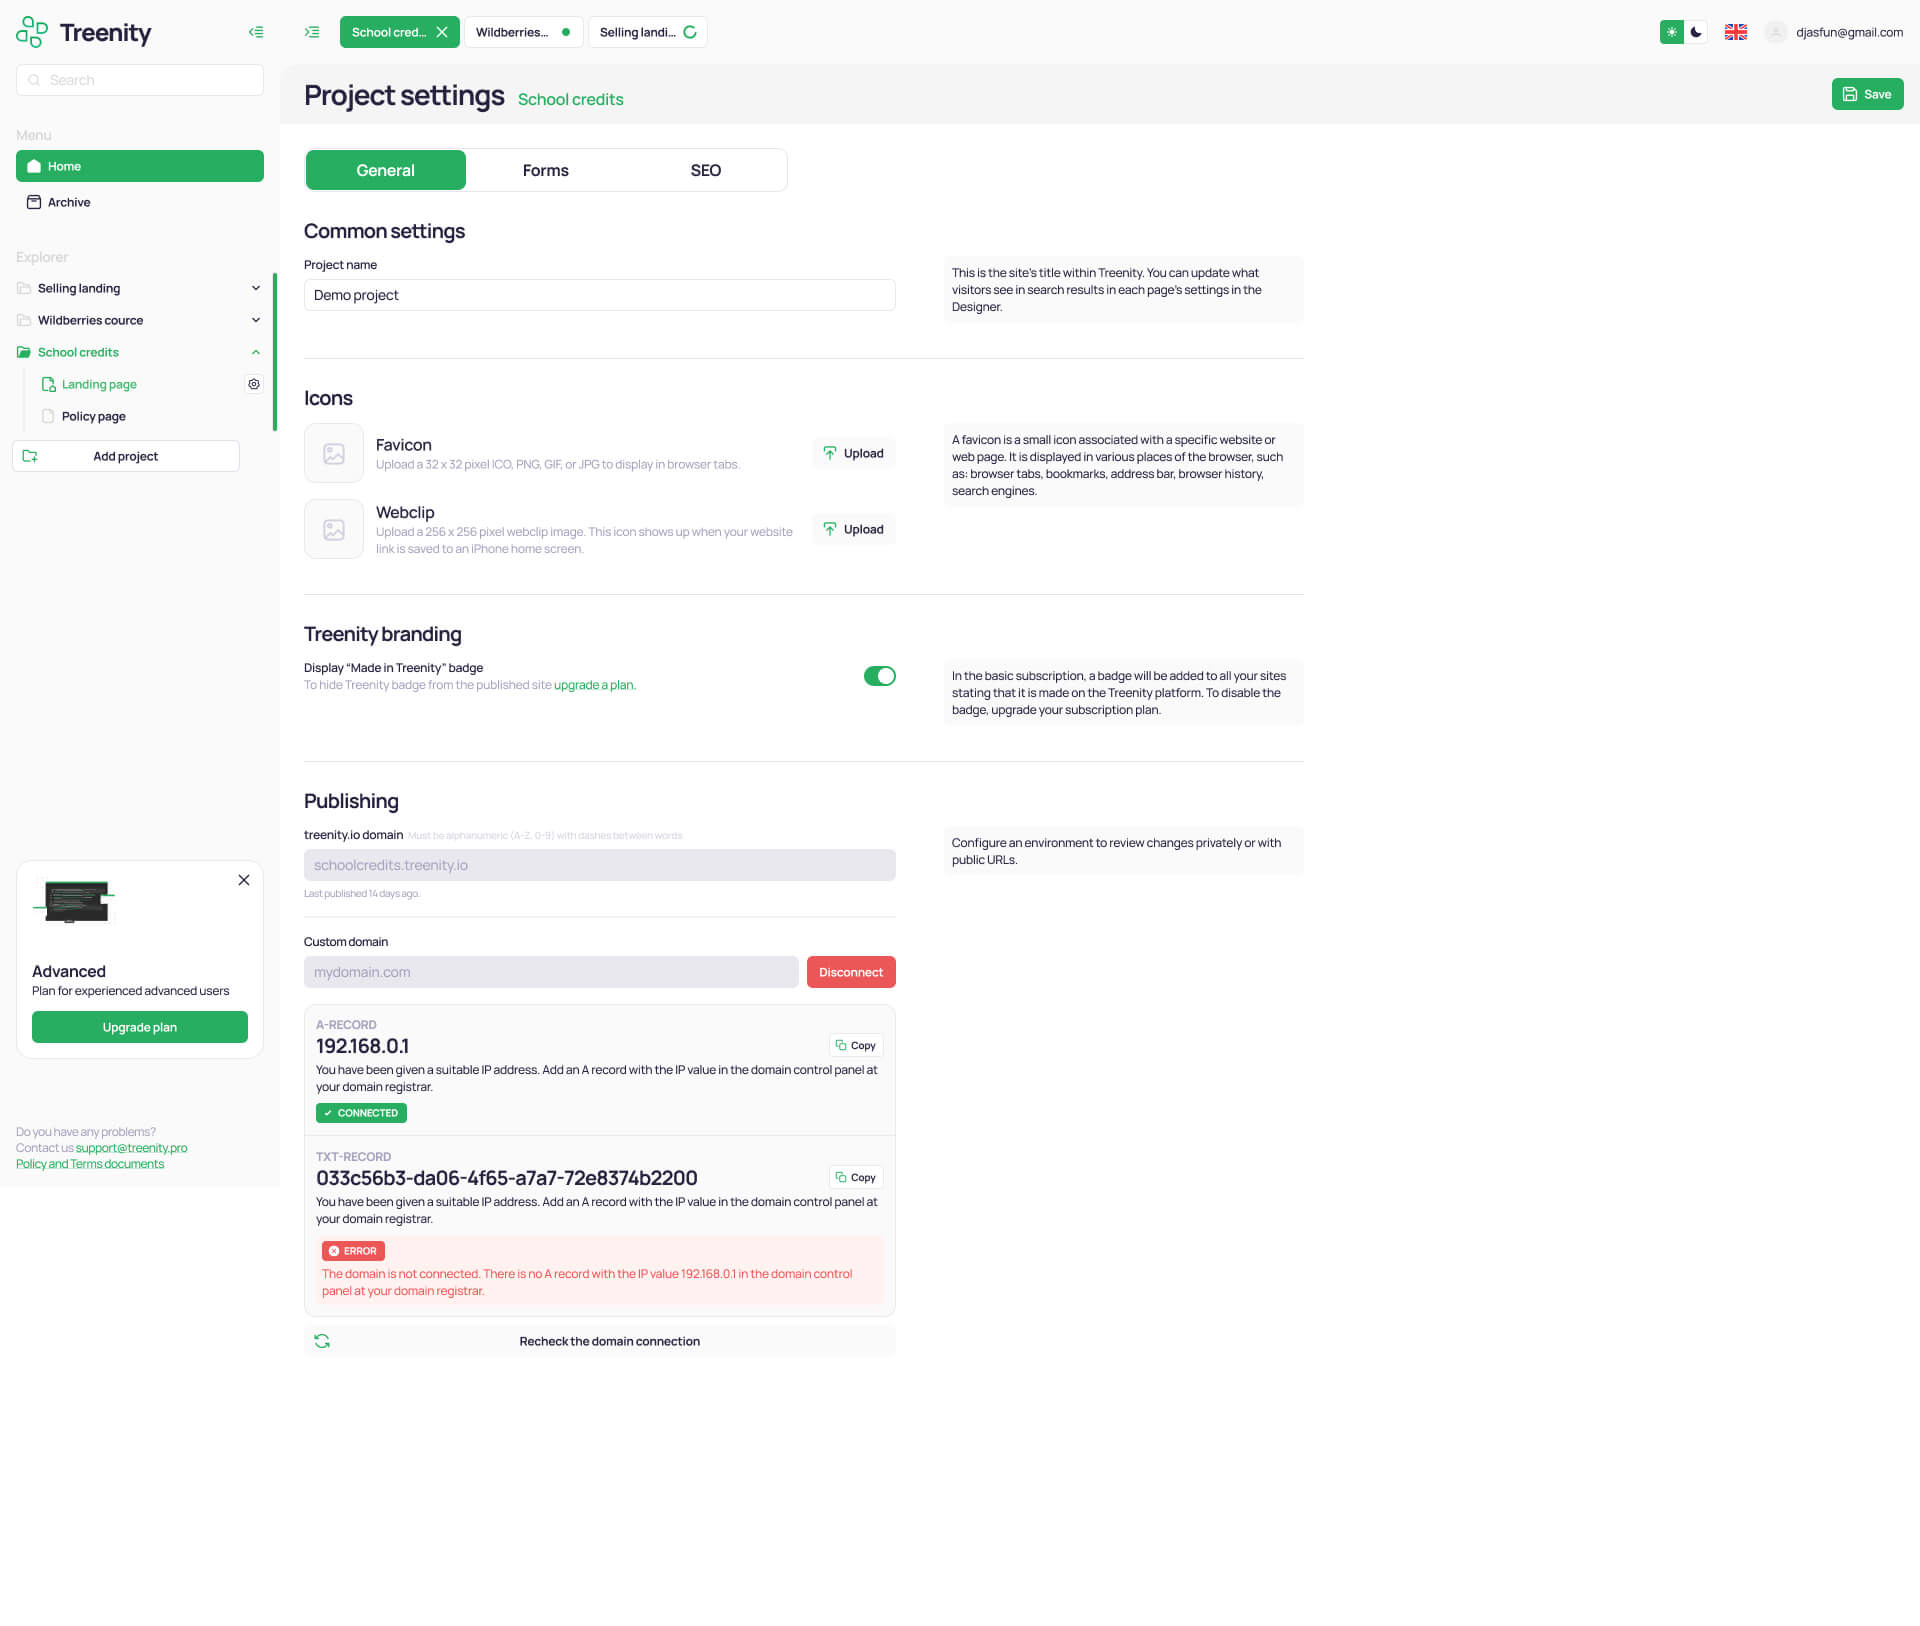 Treenity
School cred...
Wildberries...
Selling landi...
djasfun@gmail.com
Search
Menu
Home
Archive
Explorer
Selling landing
Wildberries cource
School credits
Landing page
Policy page
Add project
Advanced
Plan for experienced advanced users
Upgrade plan
Do you have any problems?
Contact us support@treenity.pro
Policy and Terms documents
Project settings School credits
Save
General
Forms
SEO
Common settings
Project name
Demo project
This is the site's title within Treenity. You can update what
visitors see in search results in each page's settings in the
Designer.
Icons
Favicon
Upload a 32 x 32 pixel ICO, PNG, GIF, or JPG to display in browser tabs.
Upload
Webclip
Upload a 256 x 256 pixel webclip image. This icon shows up when your website
link is saved to an iPhone home screen.
Upload
A favicon is a small icon associated with a specific website or
web page. It is displayed in various places of the browser, such
as: browser tabs, bookmarks, address bar, browser history,
search engines.
Treenity branding
Display “Made in Treenity” badge
To hide Treenity badge from the published site upgrade a plan.
In the basic subscription, a badge will be added to all your sites
stating that it is made on the Treenity platform. To disable the
badge, upgrade your subscription plan.
Publishing
treenity.io domain Must be alphanumeric (A-Z, 0-9) with dashes between words
schoolcredits.treenity.io
Last published 14 days ago.
Configure an environment to review changes privately or with
public URLs.
Custom domain
mydomain.com
Disconnect
A-RECORD
192.168.0.1
Copy
You have been given a suitable IP address. Add an A record with the IP value in the domain control panel at
your domain registrar.
CONNECTED
TXT-RECORD
033c56b3-da06-4f65-a7a7-72e8374b2200
Copy
You have been given a suitable IP address. Add an A record with the IP value in the domain control panel at
your domain registrar.
ERROR
The domain is not connected. There is no A record with the IP value 192.168.0.1 in the domain control
panel at your domain registrar.
Recheck the domain connection